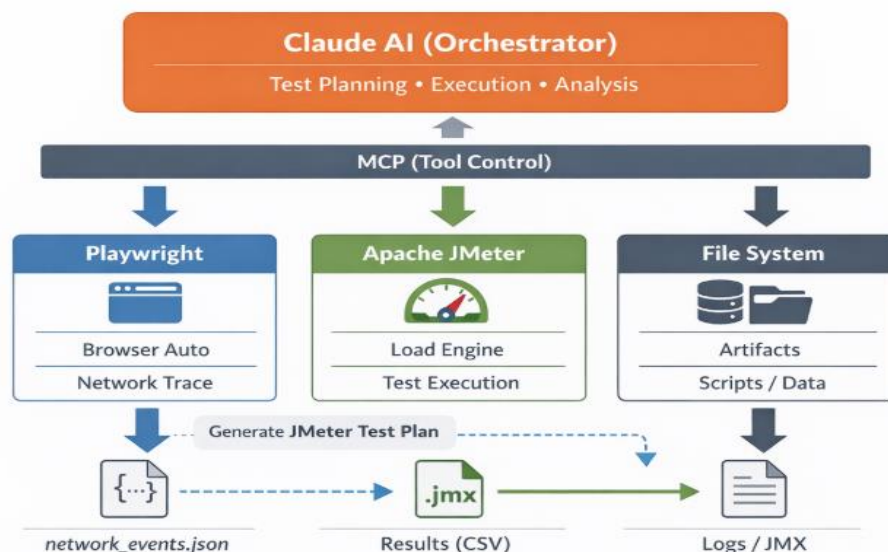 Claude AI (Orchestrator)
Test Planning • Execution • Analysis
MCP (Tool Control)
Playwright
Apache JMeter
File System
Browser Auto
Load Engine
Artifacts
Network Trace
Test Execution
Scripts / Data
Generate JMeter Test Plan
{...}
.jmx
network_events.json
Results (CSV)
Logs / JMX